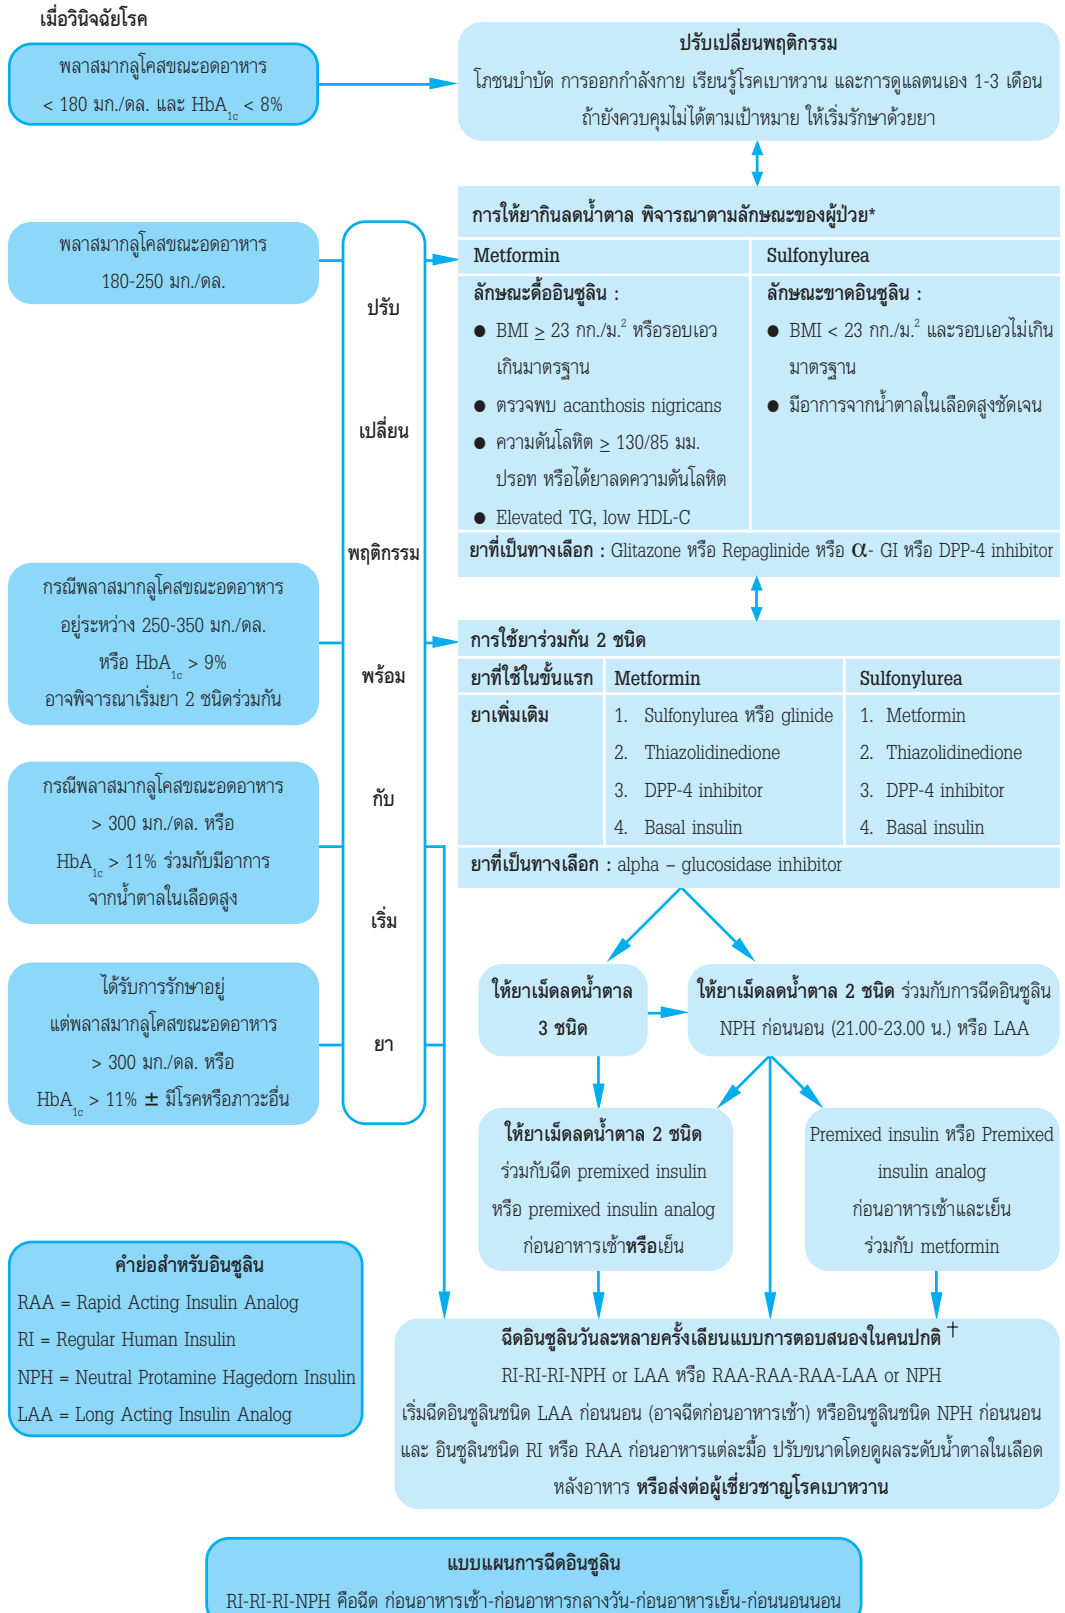 เมื่อวินิจฉัยโรค
พลาสมากลูโคสขณะอดอาหาร
< 180 มก./ดล. และ HbA1c < 8%
ปรับเปลี่ยนพฤติกรรม
โภชนบำบัด การออกกำลังกาย เรียนรู้โรคเบาหวาน และการดูแลตนเอง 1-3 เดือน
ถ้ายังควบคุมไม่ได้ตามเป้าหมาย ให้เริ่มรักษาด้วยยา
พลาสมากลูโคสขณะอดอาหาร
180-250 มก./ดล.
การให้ยากินลดน้ำตาล พิจารณาตามลักษณะของผู้ป่วย*
Metformin
ลักษณะดื้ออินซูลิน :
● BMI ≥ 23 กก./ม.² หรือรอบเอว
เกินมาตรฐาน
● ตรวจพบ acanthosis nigricans
● ความดันโลหิต ≥ 130/85 มม.
ปรอท หรือได้ยาลดความดันโลหิต
● Elevated TG, low HDL-C
Sulfonylurea
ลักษณะขาดอินซูลิน :
● BMI < 23 กก./ม.² และรอบเอวไม่เกิน
มาตรฐาน
● มีอาการจากน้ำตาลในเลือดสูงชัดเจน
ยาที่เป็นทางเลือก : Glitazone หรือ Repaglinide หรือ α- GI หรือ DPP-4 inhibitor
ปรับ
เปลี่ยน
พฤติกรรม
พร้อม
กับ
เริ่ม
ยา
กรณีพลาสมากลูโคสขณะอดอาหาร
อยู่ระหว่าง 250-350 มก./ดล.
หรือ HbA1c > 9%
อาจพิจารณาเริ่มยา 2 ชนิดร่วมกัน
การใช้ยาร่วมกัน 2 ชนิด
ยาที่ใช้ในขั้นแรก
Metformin
Sulfonylurea
ยาเพิ่มเติม
1. Sulfonylurea หรือ glinide
2. Thiazolidinedione
3. DPP-4 inhibitor
4. Basal insulin
1. Metformin
2. Thiazolidinedione
3. DPP-4 inhibitor
4. Basal insulin
ยาที่เป็นทางเลือก : alpha – glucosidase inhibitor
กรณีพลาสมากลูโคสขณะอดอาหาร
> 300 มก./ดล. หรือ
HbA1c > 11% ร่วมกับมีอาการ
จากน้ำตาลในเลือดสูง
ได้รับการรักษาอยู่
แต่พลาสมากลูโคสขณะอดอาหาร
> 300 มก./ดล. หรือ
HbA1c > 11% ± มีโรคหรือภาวะอื่น
ให้ยาเม็ดลดน้ำตาล
3 ชนิด
ให้ยาเม็ดลดน้ำตาล 2 ชนิด ร่วมกับการฉีดอินซูลิน
NPH ก่อนนอน (21.00-23.00 น.) หรือ LAA
ให้ยาเม็ดลดน้ำตาล 2 ชนิด
ร่วมกับฉีด premixed insulin
หรือ premixed insulin analog
ก่อนอาหารเช้าหรือเย็น
Premixed insulin หรือ Premixed
insulin analog
ก่อนอาหารเช้าและเย็น
ร่วมกับ metformin
คำย่อสำหรับอินซูลิน
RAA = Rapid Acting Insulin Analog
RI = Regular Human Insulin
NPH = Neutral Protamine Hagedorn Insulin
LAA = Long Acting Insulin Analog
ฉีดอินซูลินวันละหลายครั้งเลียนแบบการตอบสนองในคนปกติ †
RI-RI-RI-NPH or LAA หรือ RAA-RAA-RAA-LAA or NPH
เริ่มฉีดอินซูลินชนิด LAA ก่อนนอน (อาจฉีดก่อนอาหารเช้า) หรืออินซูลินชนิด NPH ก่อนนอน
และ อินซูลินชนิด RI หรือ RAA ก่อนอาหารแต่ละมื้อ ปรับขนาดโดยดูผลระดับน้ำตาลในเลือด
หลังอาหาร หรือส่งต่อผู้เชี่ยวชาญโรคเบาหวาน
แบบแผนการฉีดอินซูลิน
RI-RI-RI-NPH คือฉีด ก่อนอาหารเช้า-ก่อนอาหารกลางวัน-ก่อนอาหารเย็น-ก่อนนอนนอน